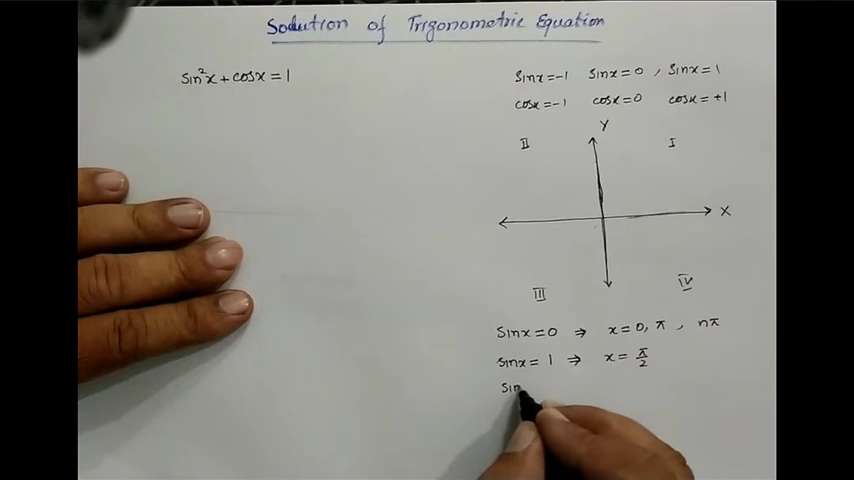 Solution of Trigonometric Equation
sin²x + cosx = 1
sinx = -1 sinx = 0 , sinx = 1
cosx = -1 cosx = 0 cosx = +1
Y
II I
X
III IV
sinx = 0 ⇒ x = 0, π , nπ
sinx = 1 ⇒ x = π/2
sin